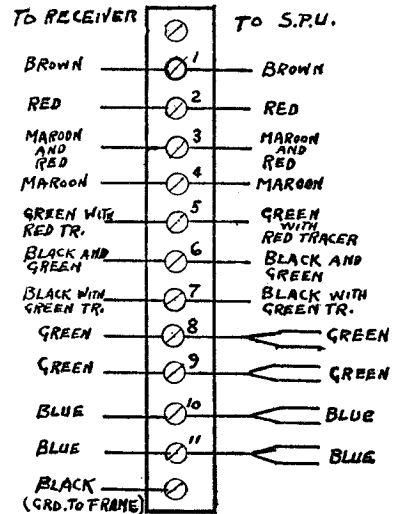 TO RECEIVER TO S.P.U.
BROWN 1 BROWN
RED 2 RED
MAROON AND RED 3 MAROON AND RED
MAROON 4 MAROON
GREEN WITH RED TR. 5 GREEN WITH RED TRACER
BLACK AND GREEN 6 BLACK AND GREEN
BLACK WITH GREEN TR. 7 BLACK WITH GREEN TR.
GREEN 8 GREEN
GREEN 9 GREEN
BLUE 10 BLUE
BLUE 11 BLUE
BLACK
(GRD. TO FRAME)